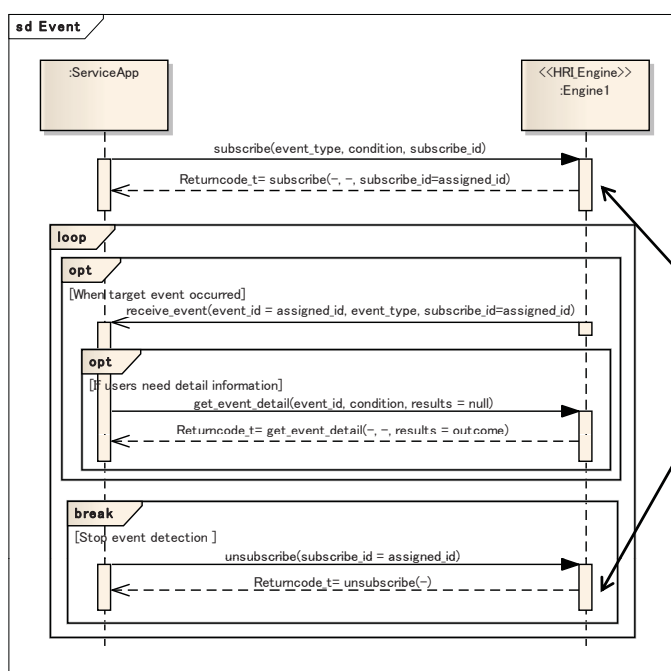 sd Event
:ServiceApp
<<HRI_Engine>>
:Engine1
subscribe(event_type, condition, subscribe_id)
Returncode_t= subscribe(-, -, subscribe_id=assigned_id)
loop
opt
[When target event occurred]
receive_event(event_id = assigned_id, event_type, subscribe_id=assigned_id)
opt
[If users need detail information]
get_event_detail(event_id, condition, results = null)
Returncode_t= get_event_detail(-, -, results = outcome)
break
[Stop event detection ]
unsubscribe(subscribe_id = assigned_id)
Returncode_t= unsubscribe(-)